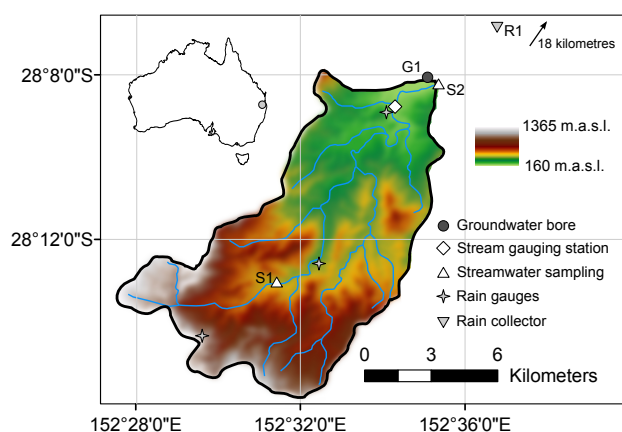 R1
18 kilometres
28°8'0"S
G1
S2
1365 m.a.s.l.
160 m.a.s.l.
28°12'0"S
S1
Groundwater bore
Stream gauging station
Streamwater sampling
Rain gauges
Rain collector
0 3 6
Kilometers
152°28'0"E 152°32'0"E 152°36'0"E